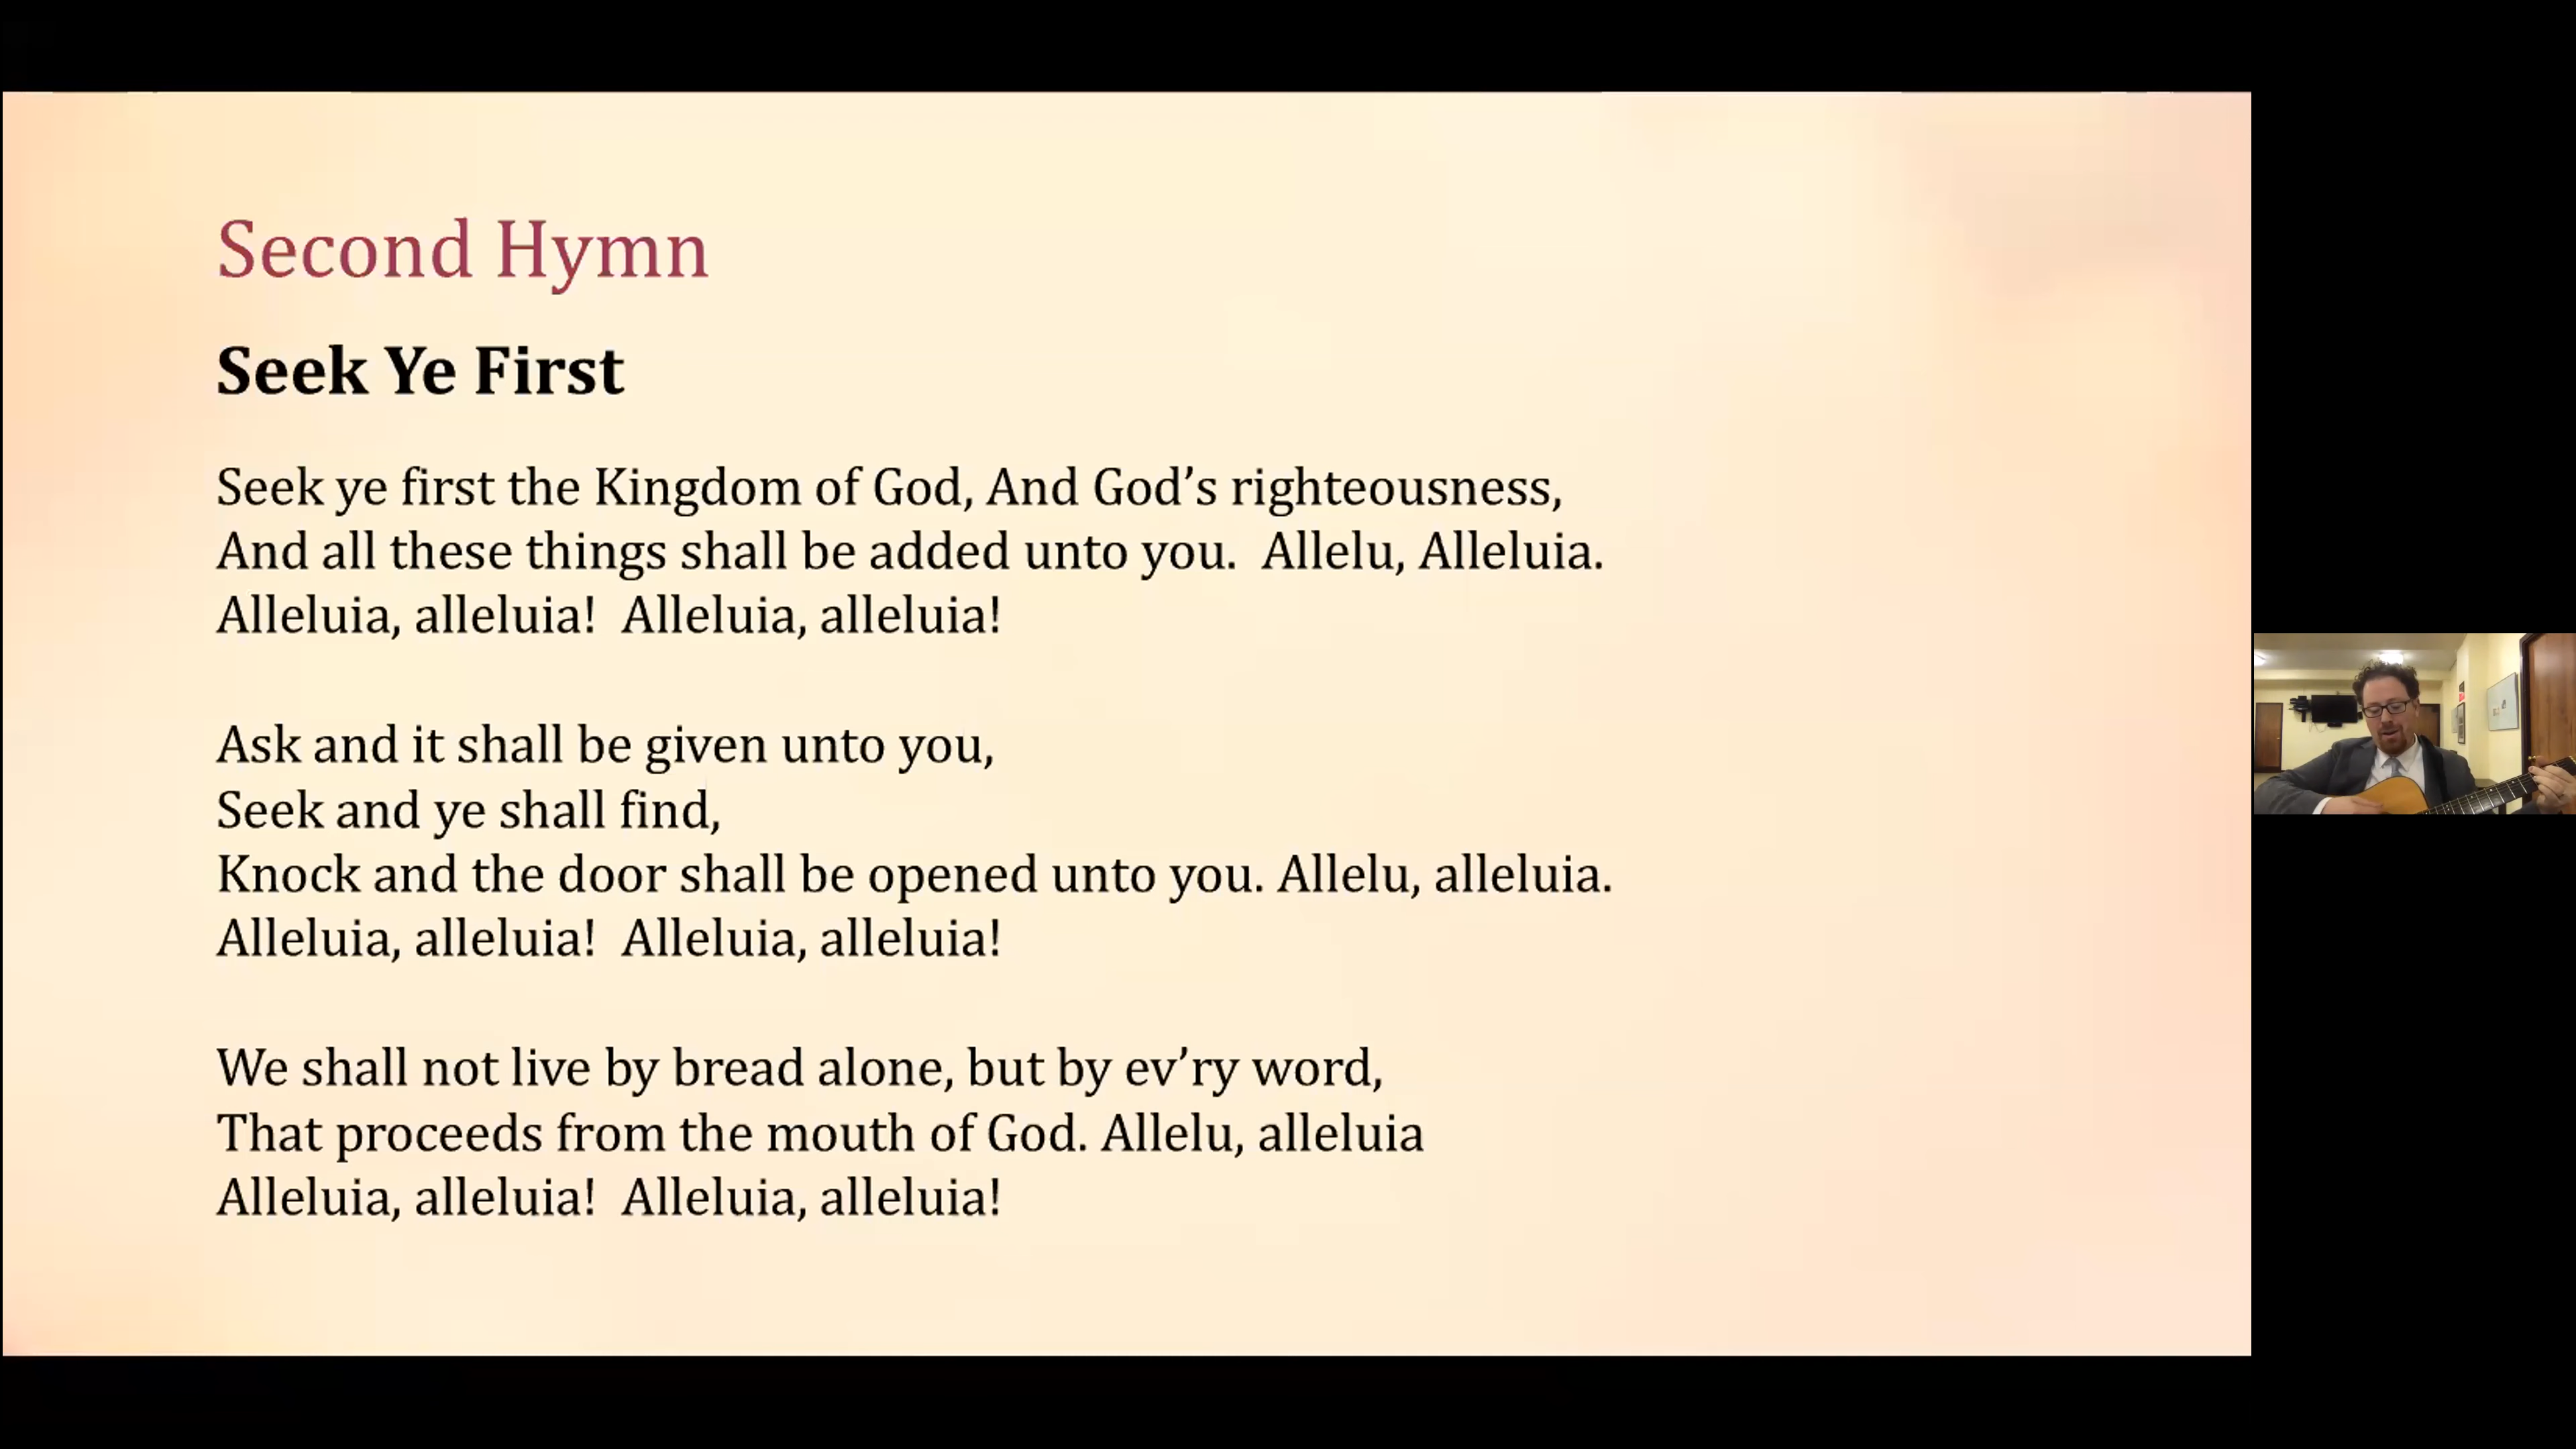 Second Hymn
Seek Ye First
Seek ye first the Kingdom of God, And God’s righteousness,
And all these things shall be added unto you.  Allelu, Alleluia.
Alleluia, alleluia!  Alleluia, alleluia!
Ask and it shall be given unto you,
Seek and ye shall find,
Knock and the door shall be opened unto you. Allelu, alleluia.
Alleluia, alleluia!  Alleluia, alleluia!
We shall not live by bread alone, but by ev’ry word,
That proceeds from the mouth of God. Allelu, alleluia
Alleluia, alleluia!  Alleluia, alleluia!